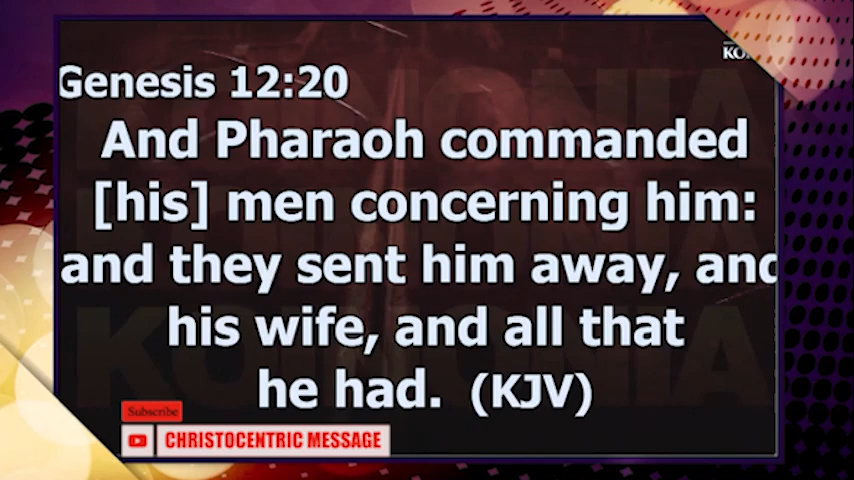 Genesis 12:20
And Pharaoh commanded
[his] men concerning him:
and they sent him away, and
his wife, and all that
he had. (KJV)
Subscribe
CHRISTOCENTRIC MESSAGE